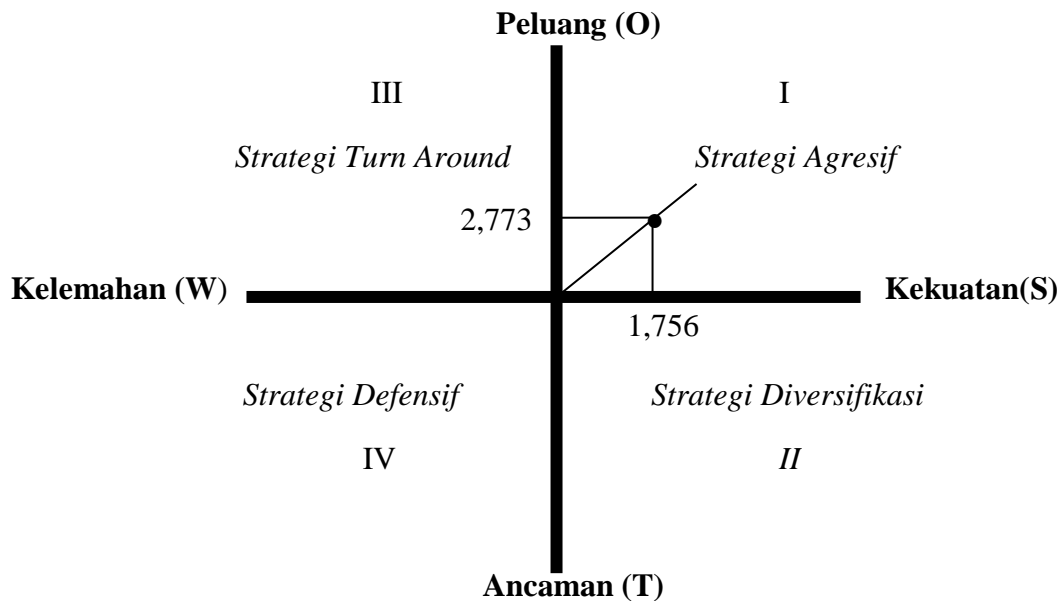 Peluang (O)
III
I
Strategi Turn Around
Strategi Agresif
2,773
Kelemahan (W)
Kekuatan(S)
1,756
Strategi Defensif
Strategi Diversifikasi
IV
II
Ancaman (T)